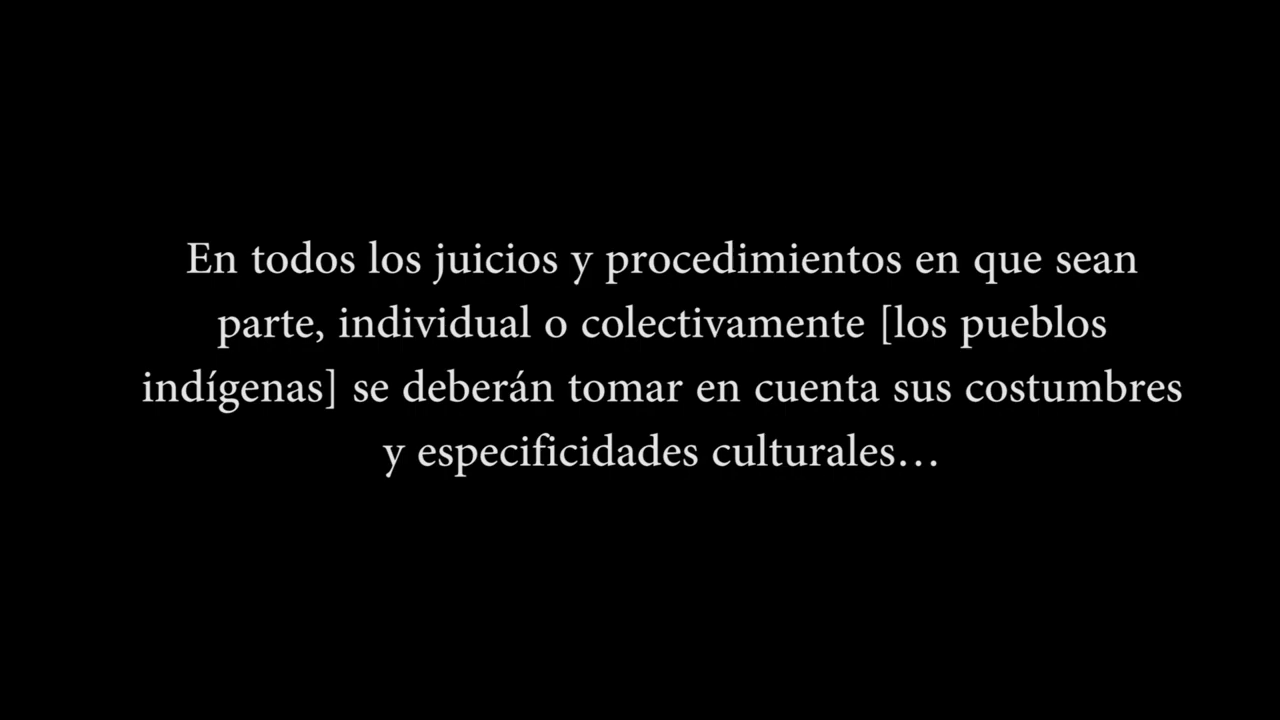 En todos los juicios y procedimientos en que sean
parte, individual o colectivamente [los pueblos
indígenas] se deberán tomar en cuenta sus costumbres
y especificidades culturales…